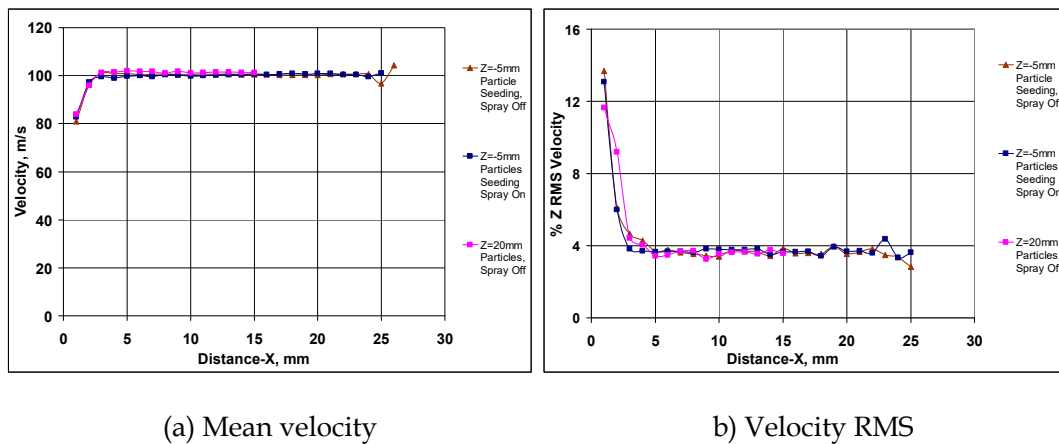 120
100
80
60
40
20
0
0 5 10 15 20 25 30
Velocity, m/s
Distance-X, mm
Z=-5mm
Particle
Seeding,
Spray Off
Z=-5mm
Particles
Seeding
Spray On
Z=20mm
Particles,
Spray Off
16
12
8
4
0
0 5 10 15 20 25 30
% Z RMS Velocity
Distance-X, mm
Z=-5mm
Particle
Seeding,
Spray Off
Z=-5mm
Particles
Seeding
Spray On
Z=20mm
Particles,
Spray Off
(a) Mean velocity
b) Velocity RMS